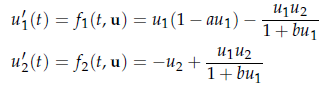 u₁′(t) = f₁(t, u) = u₁(1 − au₁) − u₁u₂/(1 + bu₁)
u₂′(t) = f₂(t, u) = −u₂ + u₁u₂/(1 + bu₁)